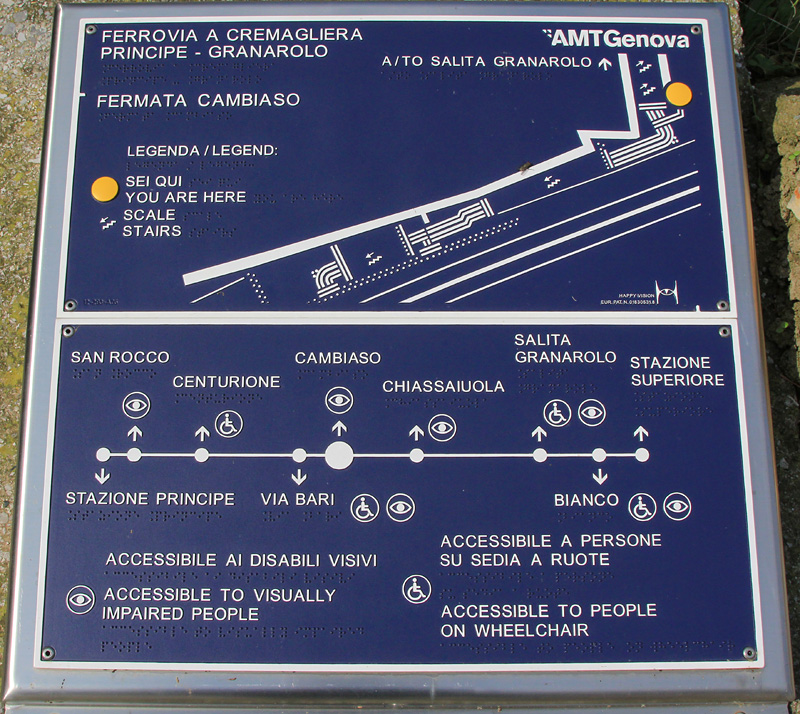 FERROVIA A CREMAGLIERA
PRINCIPE - GRANAROLO
AMTGenova
A/TO SALITA GRANAROLO
FERMATA CAMBIASO
LEGENDA / LEGEND:
SEI QUI
YOU ARE HERE
SCALE
STAIRS
HAPPY VISION
SAN ROCCO
CENTURIONE
CAMBIASO
CHIASSAIUOLA
SALITA
GRANAROLO
STAZIONE
SUPERIORE
STAZIONE PRINCIPE
VIA BARI
BIANCO
ACCESSIBILE AI DISABILI VISIVI
ACCESSIBLE TO VISUALLY
IMPAIRED PEOPLE
ACCESSIBILE A PERSONE
SU SEDIA A RUOTE
ACCESSIBLE TO PEOPLE
ON WHEELCHAIR